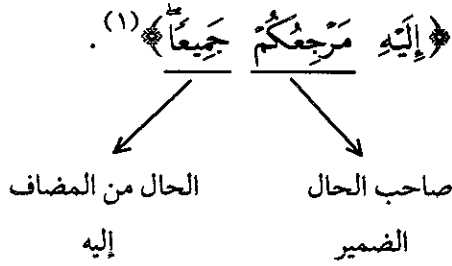 ﴿ إِلَيْهِ مَرْجِعُكُمْ جَمِيعًا ۖ ﴾ (١) .
صاحب الحال الحال من المضاف
الضمير إليه